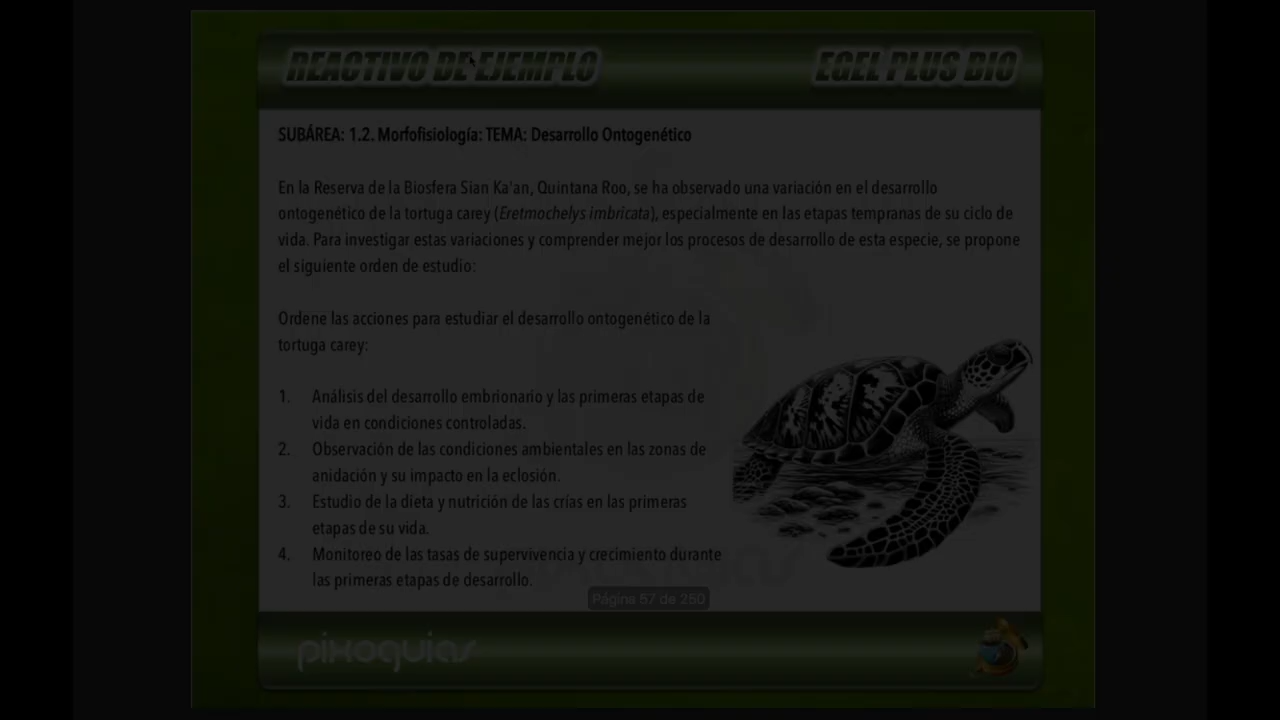 REACTIVO DE EJEMPLO
EGEL PLUS BIO
SUBÁREA: 1.2. Morfofisiología: TEMA: Desarrollo Ontogenético
En la Reserva de la Biosfera Sian Ka'an, Quintana Roo, se ha observado una variación en el desarrollo
ontogenético de la tortuga carey (Eretmochelys imbricata), especialmente en las etapas tempranas de su ciclo de
vida. Para investigar estas variaciones y comprender mejor los procesos de desarrollo de esta especie, se propone
el siguiente orden de estudio:
Ordene las acciones para estudiar el desarrollo ontogenético de la
tortuga carey:
1. Análisis del desarrollo embrionario y las primeras etapas de
vida en condiciones controladas.
2. Observación de las condiciones ambientales en las zonas de
anidación y su impacto en la eclosión.
3. Estudio de la dieta y nutrición de las crías en las primeras
etapas de su vida.
4. Monitoreo de las tasas de supervivencia y crecimiento durante
las primeras etapas de desarrollo.
Página 57 de 250
pixoguias